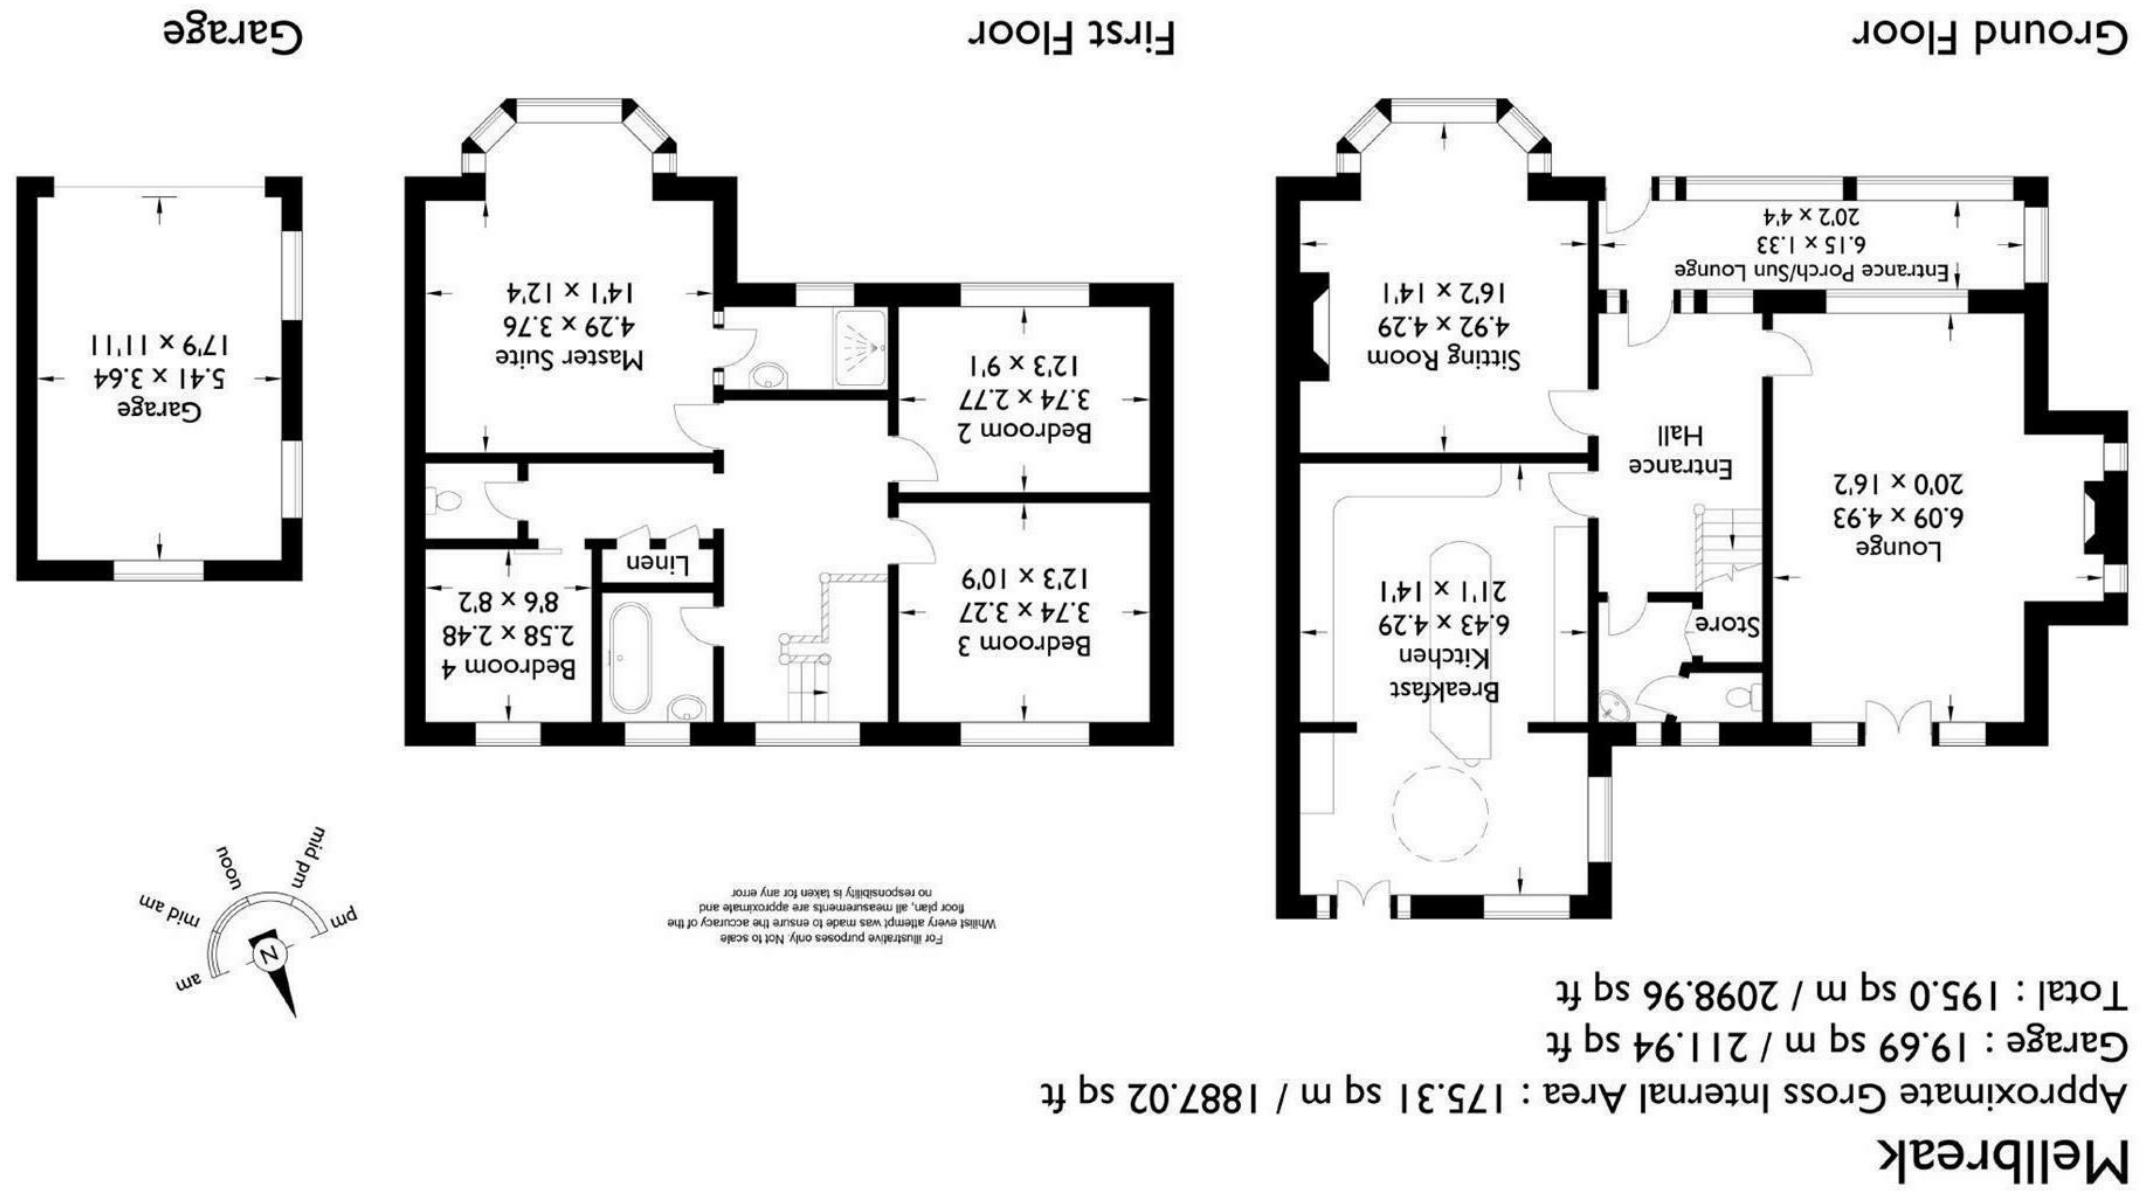 Mellbreak
Approximate Gross Internal Area : 175.31 sq m / 1887.02 sq ft
Garage : 19.69 sq m / 211.94 sq ft
Total : 195.0 sq m / 2098.96 sq ft
Breakfast
Kitchen
6.43 x 4.29
21'1 x 14'1
Store
Lounge
6.09 x 4.93
20'0 x 16'2
Entrance
Hall
Sitting Room
4.92 x 4.29
16'2 x 14'1
Entrance Porch/Sun Lounge
6.15 x 1.33
20'2 x 4'4
Ground Floor
For illustrative purposes only. Not to scale
Whilst every attempt was made to ensure the accuracy of the
floor plan, all measurements are approximate and
no responsibility is taken for any error
Bedroom 3
3.74 x 3.27
12'3 x 10'9
Bedroom 4
2.58 x 2.48
8'6 x 8'2
Linen
Bedroom 2
3.74 x 2.77
12'3 x 9'1
Master Suite
4.29 x 3.76
14'1 x 12'4
First Floor
N
am
mid am
noon
mid pm
pm
Garage
5.41 x 3.64
17'9 x 11'11
Garage